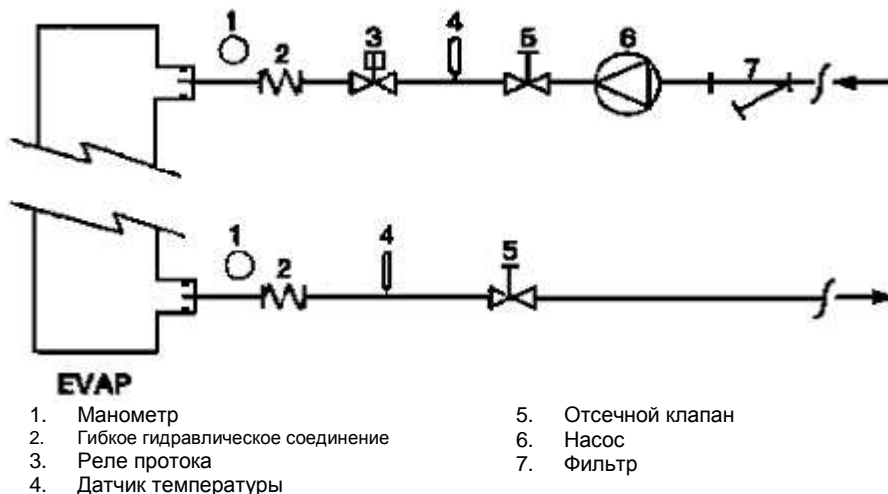 1
2
3
4
5
6
7
1
2
4
5
EVAP
1. Манометр
2. Гибкое гидравлическое соединение
3. Реле протока
4. Датчик температуры
5. Отсечной клапан
6. Насос
7. Фильтр